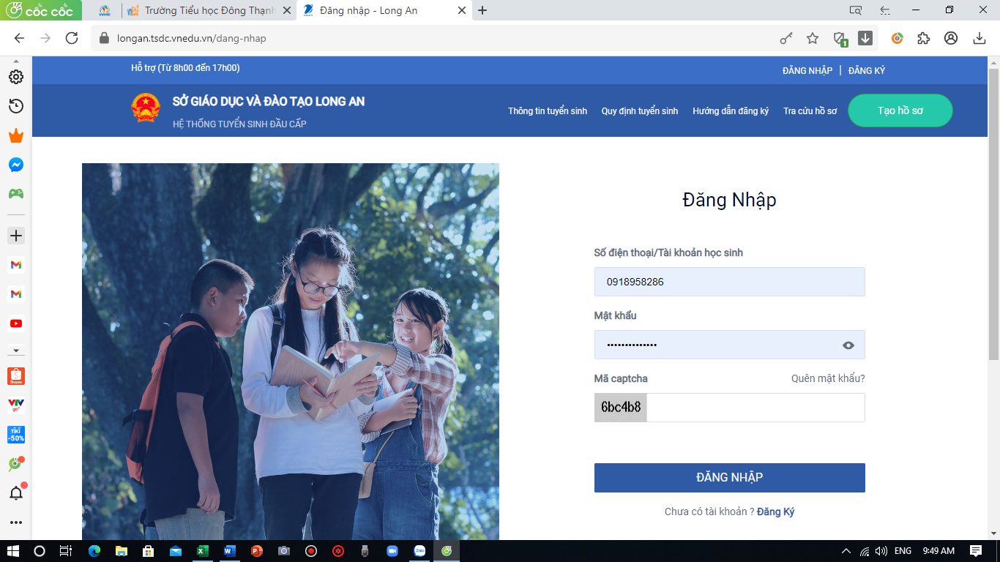 cốc cốc
Trường Tiểu học Đông Thạnh
Đăng nhập - Long An
longan.tsdc.vnedu.vn/dang-nhap
1
Hỗ trợ (Từ 8h00 đến 17h00)
ĐĂNG NHẬP | ĐĂNG KÝ
SỞ GIÁO DỤC VÀ ĐÀO TẠO LONG AN
HỆ THỐNG TUYỂN SINH ĐẦU CẤP
Thông tin tuyển sinh Quy định tuyển sinh Hướng dẫn đăng ký Tra cứu hồ sơ Tạo hồ sơ
Đăng Nhập
Số điện thoại/Tài khoản học sinh
0918958286
Mật khẩu
••••••••••••••
Mã captcha Quên mật khẩu?
6bc4b8
ĐĂNG NHẬP
Chưa có tài khoản ? Đăng Ký
Shopee
VTV
go
TIKI
-50%
ENG 9:49 AM